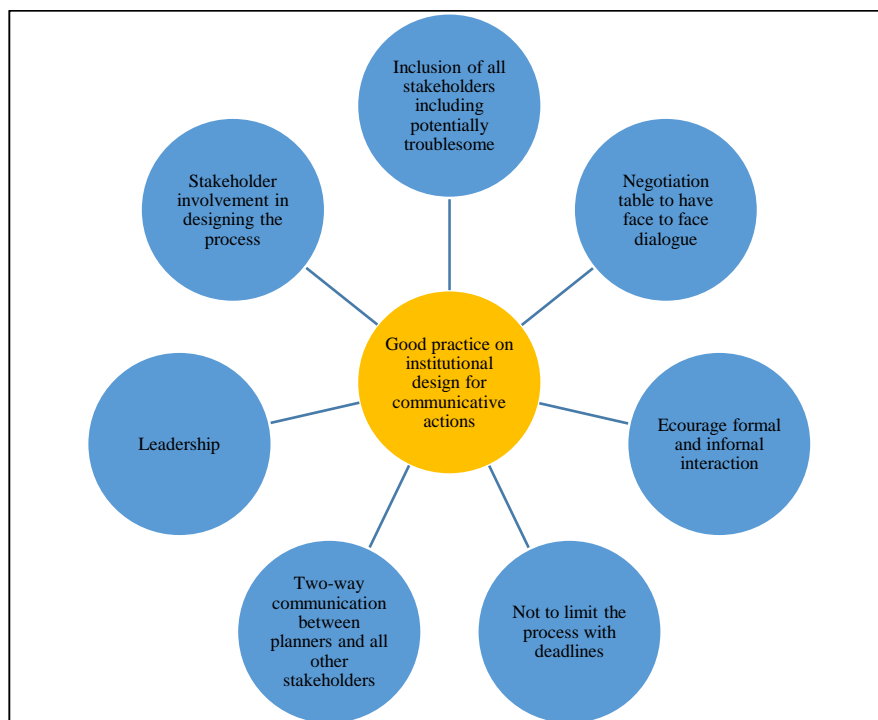 Inclusion of all
stakeholders
including
potentially
troublesome
Negotiation
table to have
face to face
dialogue
Ecourage formal
and infornal
interaction
Not to limit the
process with
deadlines
Two-way
communication
between
planners and all
other
stakeholders
Leadership
Stakeholder
involvement in
designing the
process
Good practice on
institutional
design for
communicative
actions